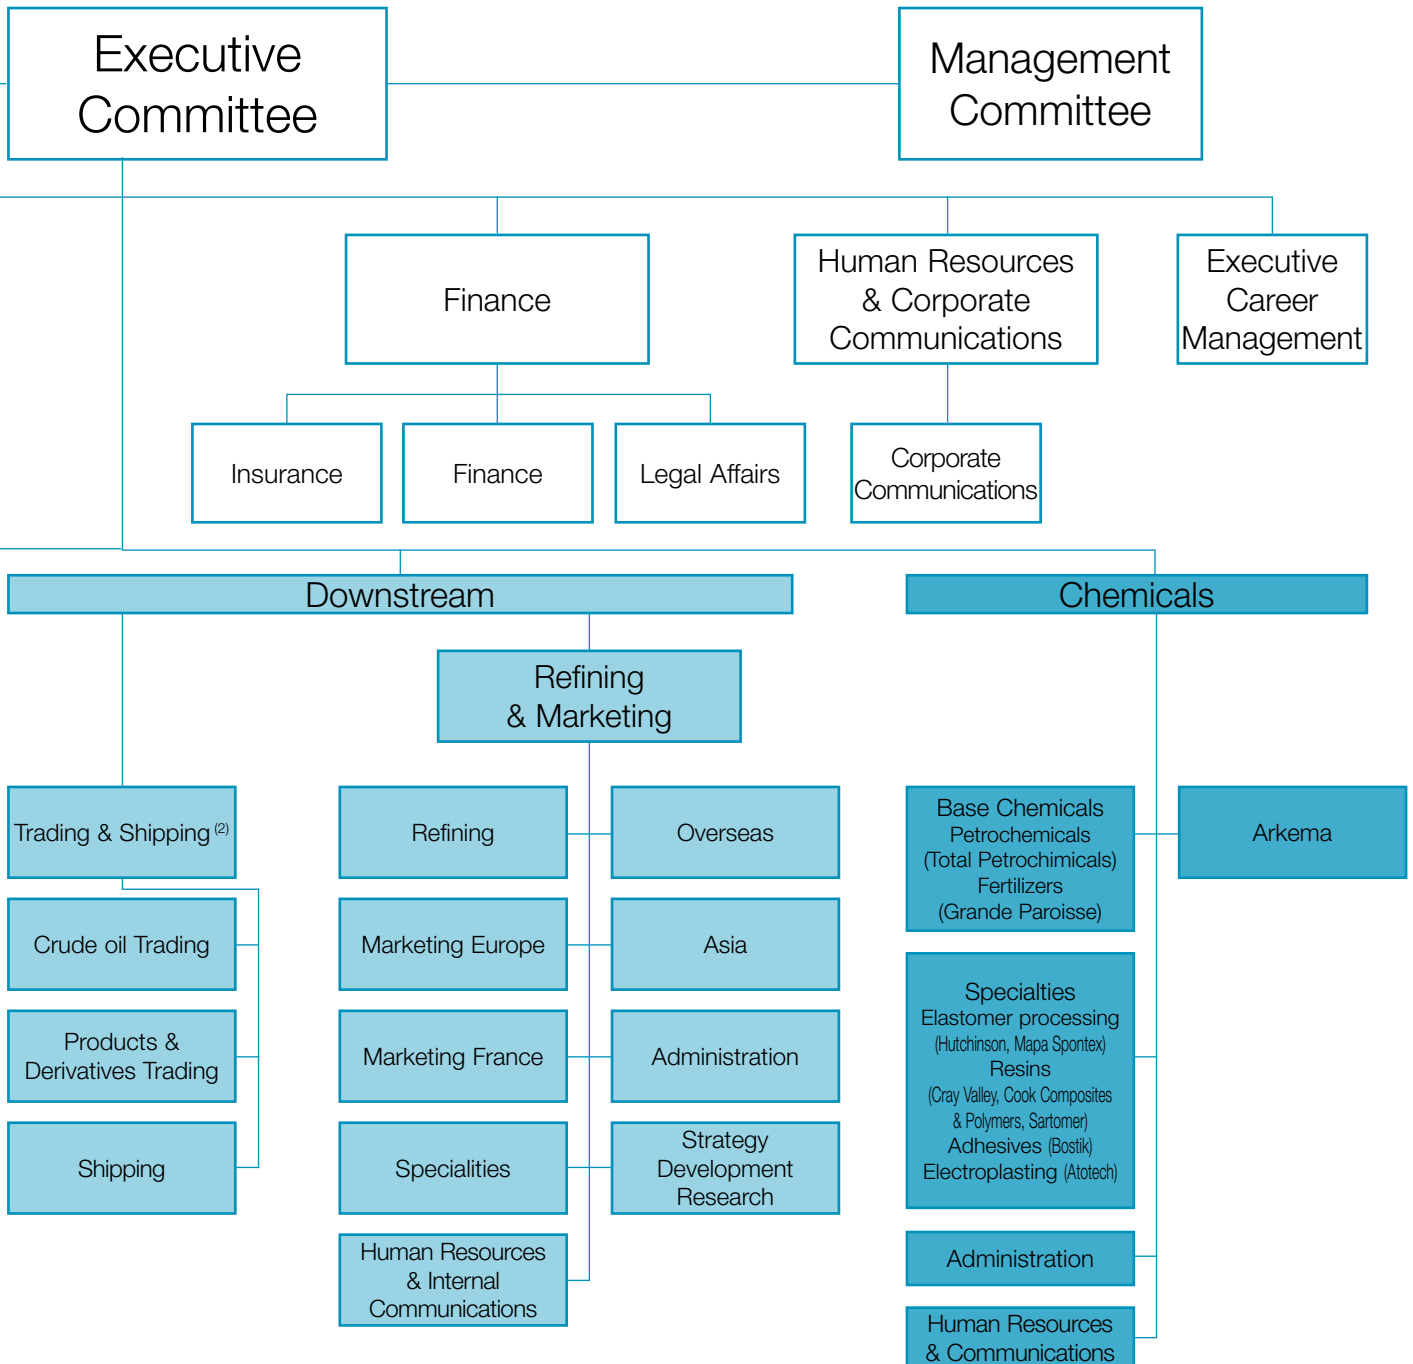 Executive
Committee
Management
Committee
Finance
Human Resources
& Corporate
Communications
Executive
Career
Management
Insurance
Finance
Legal Affairs
Corporate
Communications
Downstream
Chemicals
Refining
& Marketing
Trading & Shipping (2)
Refining
Overseas
Base Chemicals
Petrochemicals
(Total Petrochimicals)
Fertilizers
(Grande Paroisse)
Arkema
Crude oil Trading
Marketing Europe
Asia
Specialties
Elastomer processing
(Hutchinson, Mapa Spontex)
Resins
(Cray Valley, Cook Composites
& Polymers, Sartomer)
Adhesives (Bostik)
Electroplasting (Atotech)
Products &
Derivatives Trading
Marketing France
Administration
Shipping
Specialities
Strategy
Development
Research
Human Resources
& Internal
Communications
Administration
Human Resources
& Communications